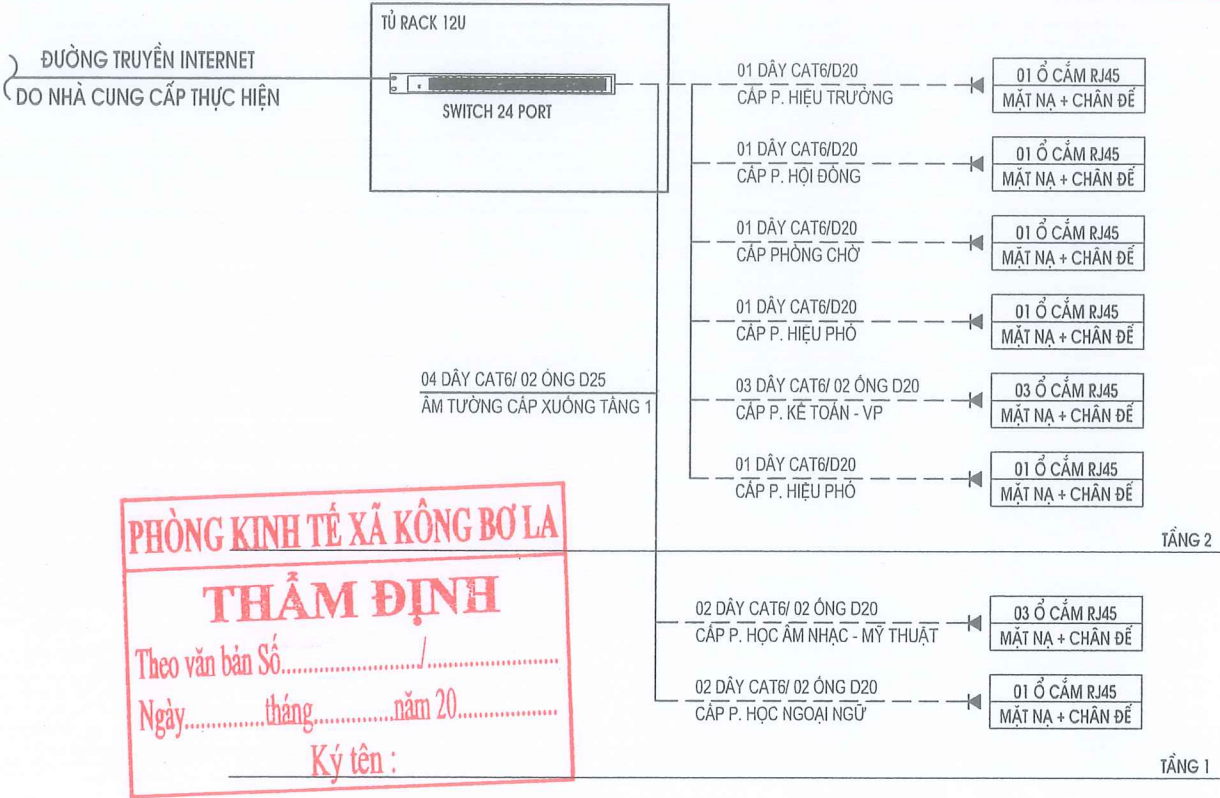 TỦ RACK 12U
ĐƯỜNG TRUYỀN INTERNET
DO NHÀ CUNG CẤP THỰC HIỆN
SWITCH 24 PORT
01 DÂY CAT6/D20
CẤP P. HIỆU TRƯỞNG
01 Ổ CẮM RJ45
MẶT NẠ + CHÂN ĐẾ
01 DÂY CAT6/D20
CẤP P. HỘI ĐỒNG
01 Ổ CẮM RJ45
MẶT NẠ + CHÂN ĐẾ
01 DÂY CAT6/D20
CẤP PHÒNG CHỜ
01 Ổ CẮM RJ45
MẶT NẠ + CHÂN ĐẾ
01 DÂY CAT6/D20
CẤP P. HIỆU PHÓ
01 Ổ CẮM RJ45
MẶT NẠ + CHÂN ĐẾ
04 DÂY CAT6/ 02 ỐNG D25
ÂM TƯỜNG CẤP XUỐNG TẦNG 1
03 DÂY CAT6/ 02 ỐNG D20
CẤP P. KẾ TOÁN - VP
03 Ổ CẮM RJ45
MẶT NẠ + CHÂN ĐẾ
01 DÂY CAT6/D20
CẤP P. HIỆU PHÓ
01 Ổ CẮM RJ45
MẶT NẠ + CHÂN ĐẾ
TẦNG 2
PHÒNG KINH TẾ XÃ KÔNG BƠ LA
THẨM ĐỊNH
Theo văn bản Số............................/...........................
Ngày.............tháng.............năm 20.................
Ký tên :
02 DÂY CAT6/ 02 ỐNG D20
CẤP P. HỌC ÂM NHẠC - MỸ THUẬT
03 Ổ CẮM RJ45
MẶT NẠ + CHÂN ĐẾ
02 DÂY CAT6/ 02 ỐNG D20
CẤP P. HỌC NGOẠI NGỮ
01 Ổ CẮM RJ45
MẶT NẠ + CHÂN ĐẾ
TẦNG 1